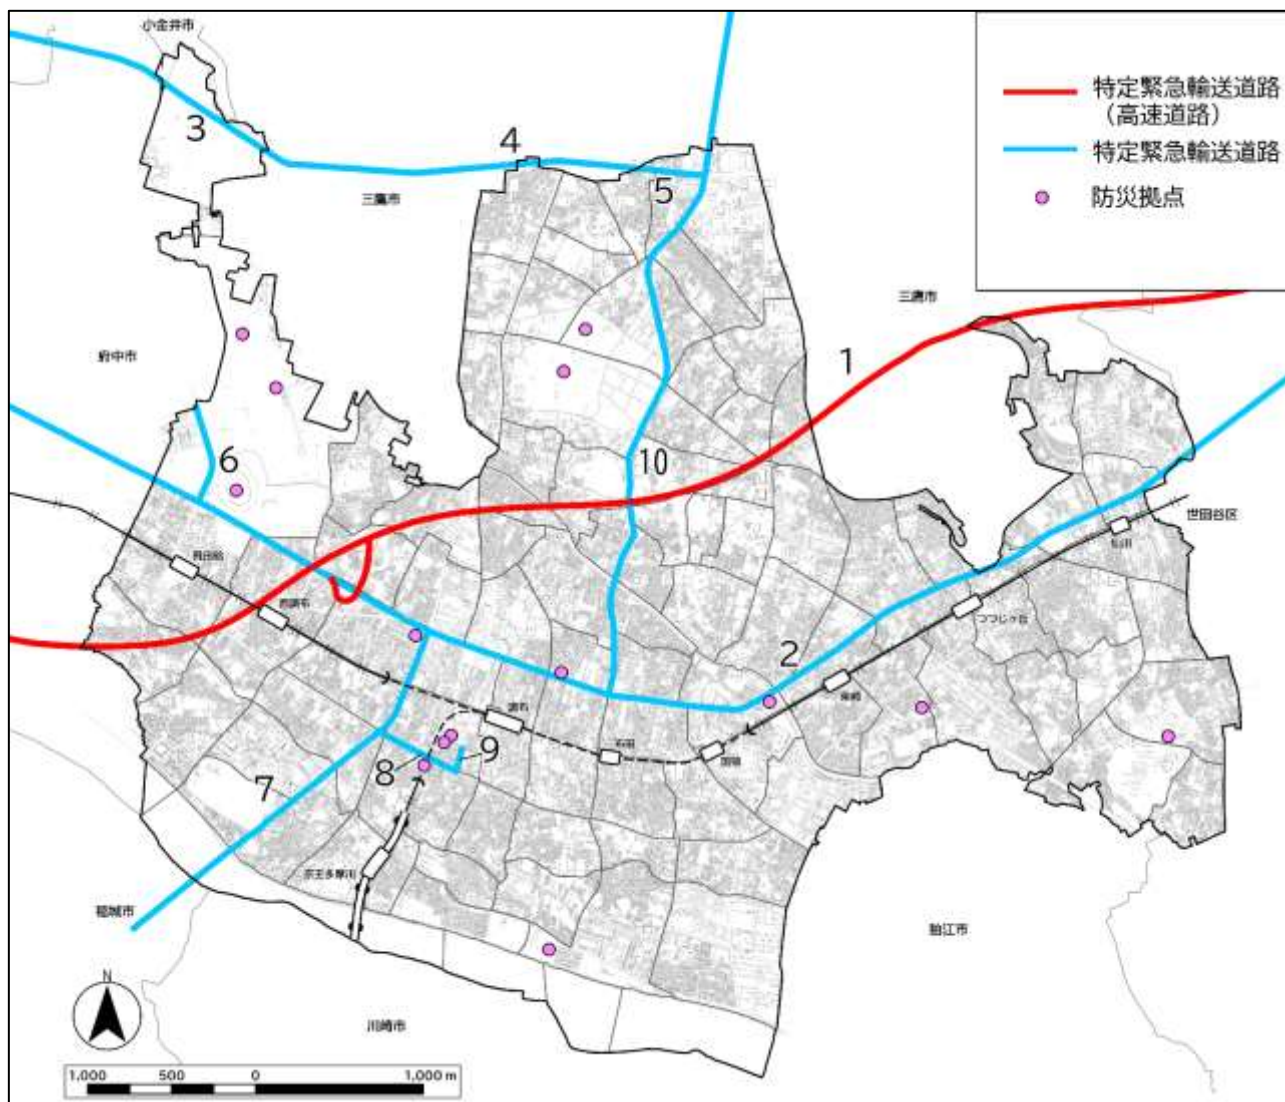 小金井市
特定緊急輸送道路
（高速道路）
特定緊急輸送道路
防災拠点
3
4
5
三鷹市
三鷹市
府中市
1
6
10
世田谷区
仙川
飛田給
西調布
つつじヶ丘
2
柴崎
調布
布田
国領
8
9
7
京王多摩川
稲城市
狛江市
N
川崎市
1,000
500
0
1,000 m